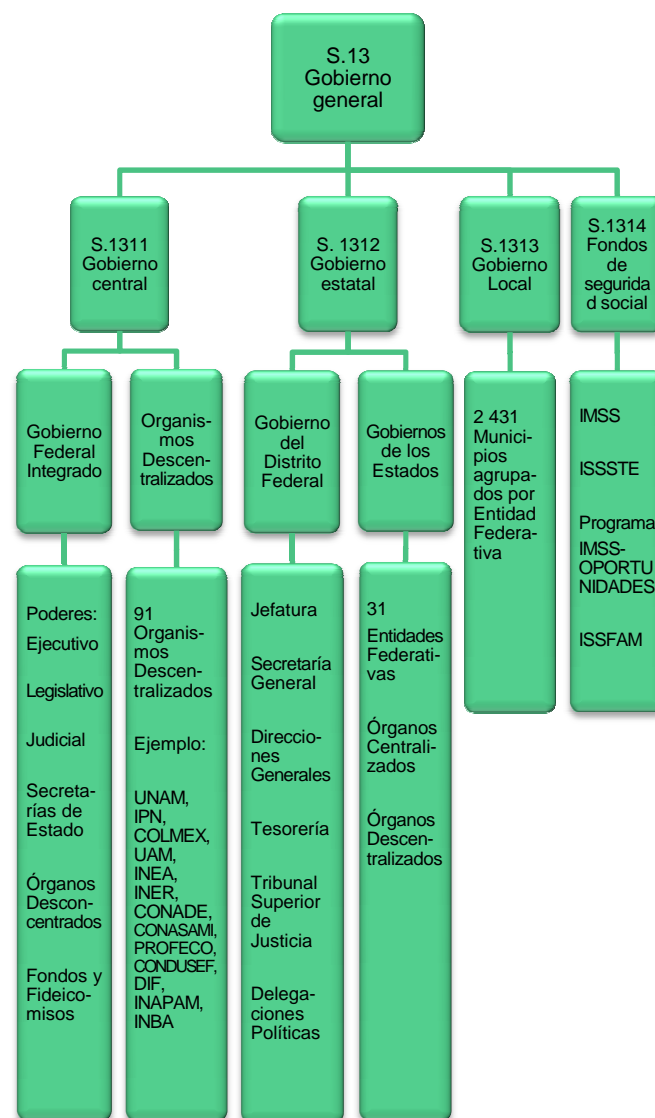 S.13
Gobierno
general
S.1311
Gobierno
central
S. 1312
Gobierno
estatal
S.1313
Gobierno
Local
S.1314
Fondos
de
segurida
d social
Gobierno
Federal
Integrado
Organis-
mos
Descen-
tralizados
Gobierno
del
Distrito
Federal
Gobiernos
de los
Estados
2 431
Munici-
pios
agrupa-
dos por
Entidad
Federa-
tiva
IMSS
ISSSTE
Programa
IMSS-
OPORTU
NIDADES
ISSFAM
Poderes:
Ejecutivo
Legislativo
Judicial
Secreta-
rías de
Estado
Órganos
Descon-
centrados
Fondos y
Fideico-
misos
91
Organis-
mos
Descen-
tralizados
Ejemplo:
UNAM,
IPN,
COLMEX,
UAM,
INEA,
INER,
CONADE,
CONASAMI,
PROFECO,
CONDUSEF,
DIF,
INAPAM,
INBA
Jefatura
Secretaría
General
Direccio-
nes
Generales
Tesorería
Tribunal
Superior
de
Justicia
Delega-
ciones
Políticas
31
Entidades
Federati-
vas
Órganos
Centrali-
zados
Órganos
Descen-
tralizados